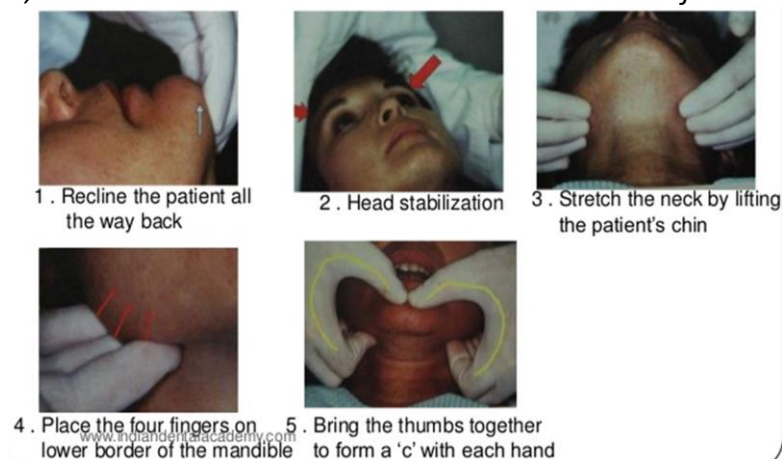 1 . Recline the patient all
the way back
2 . Head stabilization
3 . Stretch the neck by lifting
the patient's chin
4 . Place the four fingers on
lower border of the mandible
www.indiandentalacademy.com
5 . Bring the thumbs together
to form a 'c' with each hand